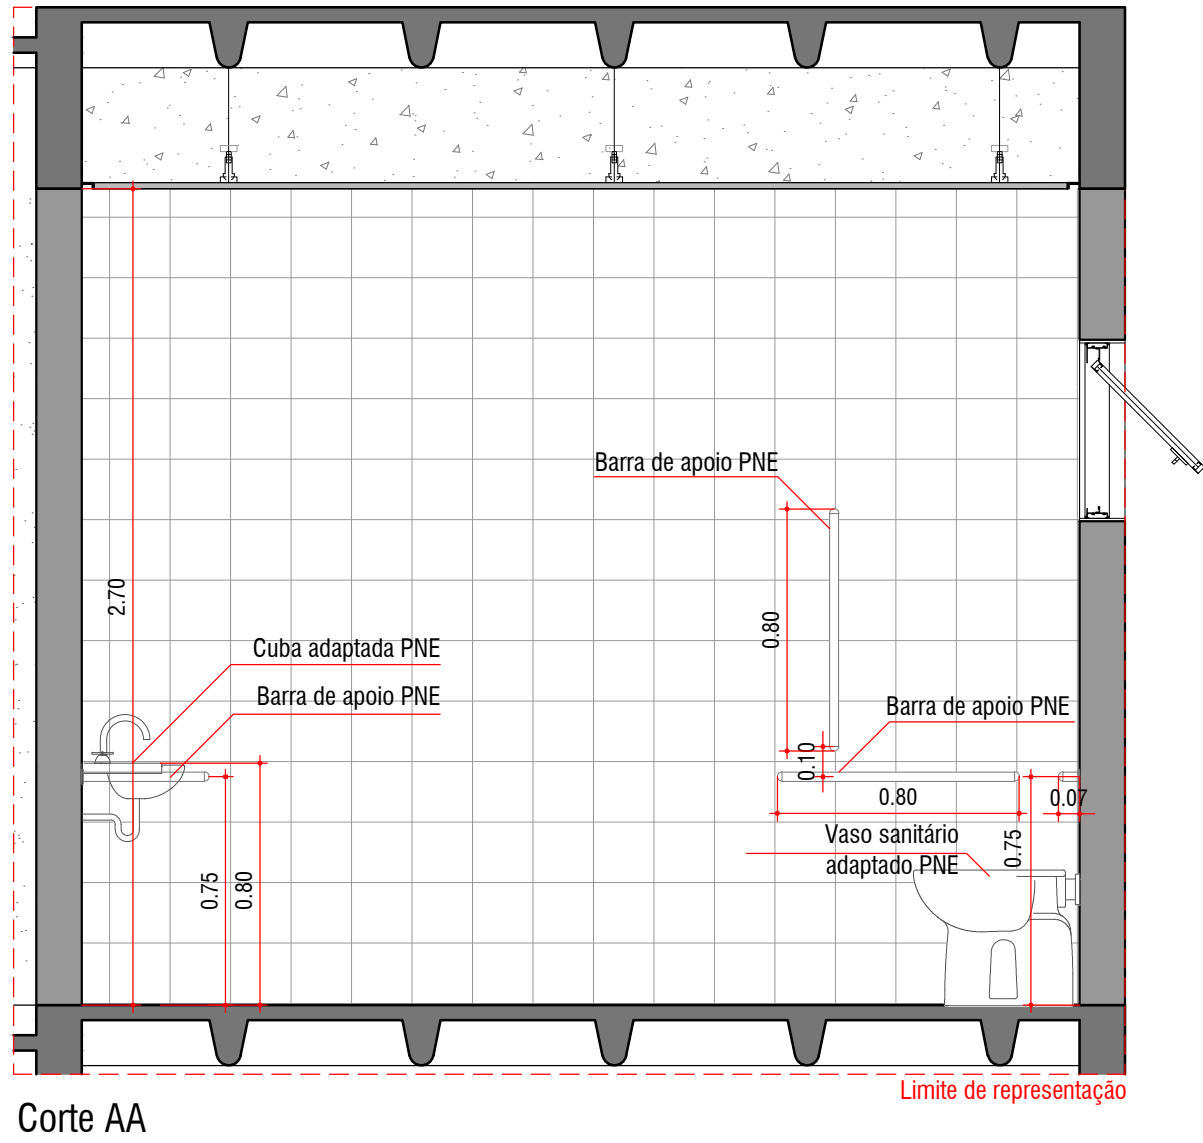 Barra de apoio PNE
2.70
0.80
Cuba adaptada PNE
Barra de apoio PNE
Barra de apoio PNE
0.10
0.80
0.07
Vaso sanitário
adaptado PNE
0.75
0.75
0.80
Limite de representação
Corte AA